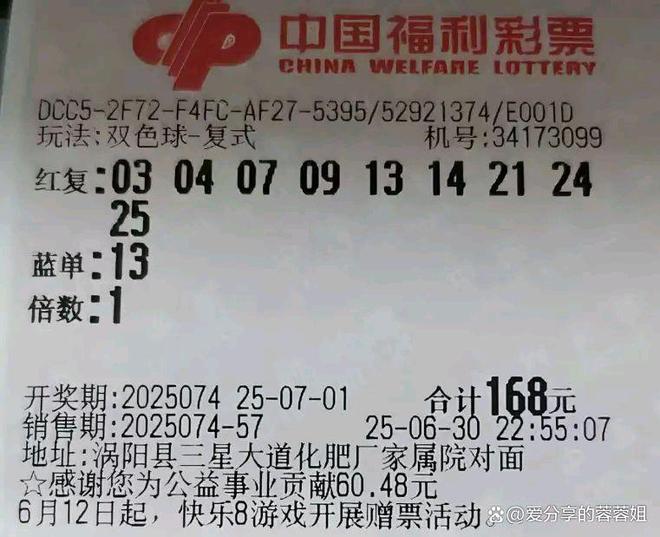 中国福利彩票
CHINA WELFARE LOTTERY
DCC5-2F72-F4FC-AF27-5395/52921374/E001D
玩法:双色球-复式 机号:34173099
红复:03 04 07 09 13 14 21 24
25
蓝单:13
倍数:1
开奖期:2025074 25-07-01 合计168元
销售期:2025074-57 25-06-30 22:55:07
地址:涡阳县三星大道化肥厂家属院对面
☆感谢您为公益事业贡献60.48元
6月12日起，快乐8游戏开展赠票活动。
@爱分享的蓉蓉姐